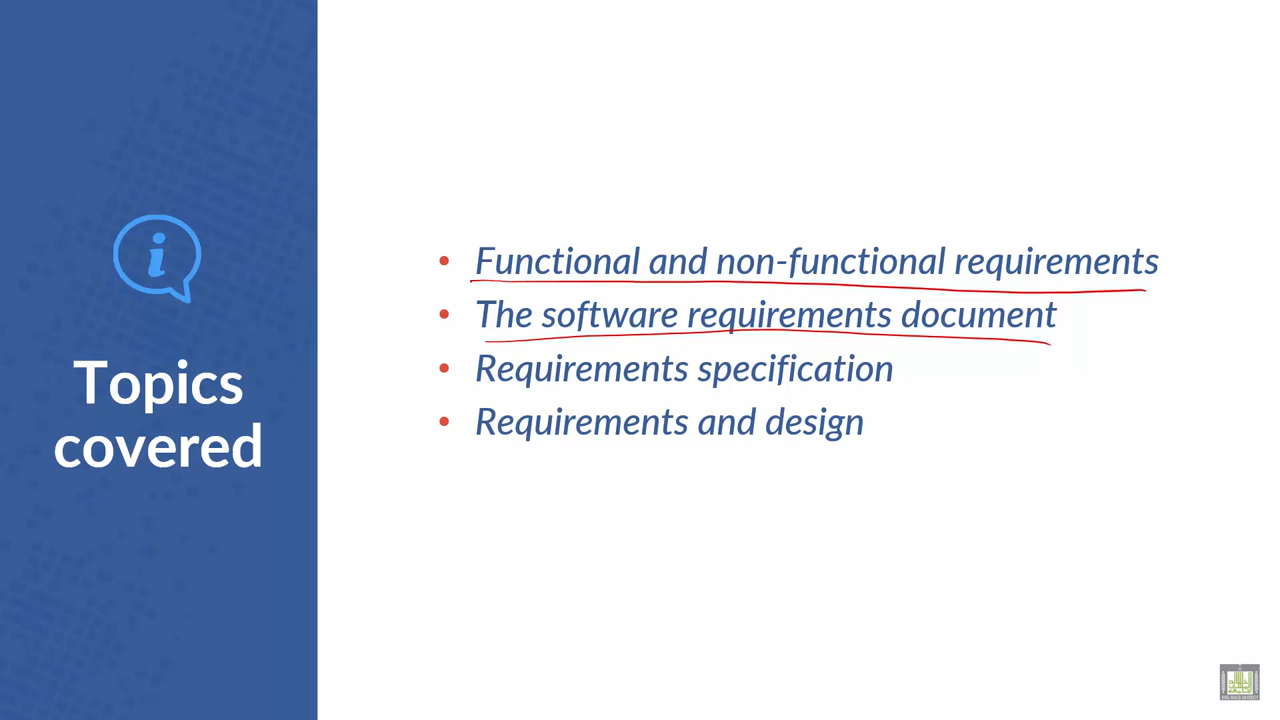 Topics
covered
• Functional and non-functional requirements
• The software requirements document
• Requirements specification
• Requirements and design